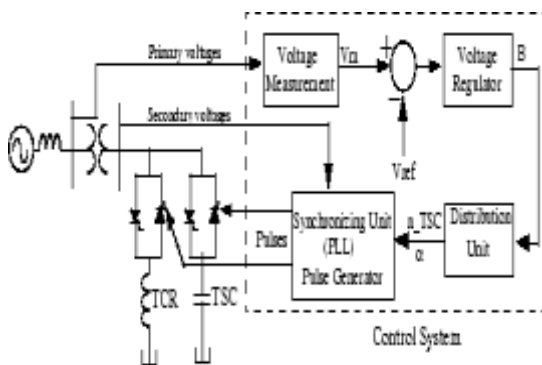 Primary voltages
Voltage
Measurement
Vm
+
-
Voltage
Regulator
B
Secondary voltages
Vref
Pulses
Synchronizing Unit
(PLL)
Pulse Generator
n_TSC
α
Distribution
Unit
TCR
TSC
Control System